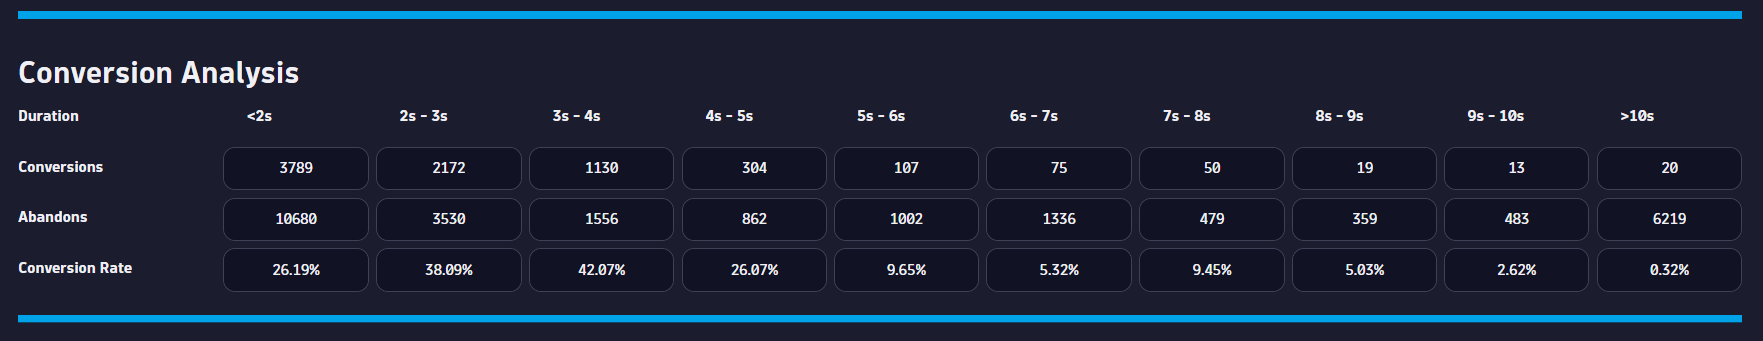 Conversion Analysis
Duration <2s 2s - 3s 3s - 4s 4s - 5s 5s - 6s 6s - 7s 7s - 8s 8s - 9s 9s - 10s >10s
Conversions 3789 2172 1130 304 107 75 50 19 13 20
Abandons 10680 3530 1556 862 1002 1336 479 359 483 6219
Conversion Rate 26.19% 38.09% 42.07% 26.07% 9.65% 5.32% 9.45% 5.03% 2.62% 0.32%